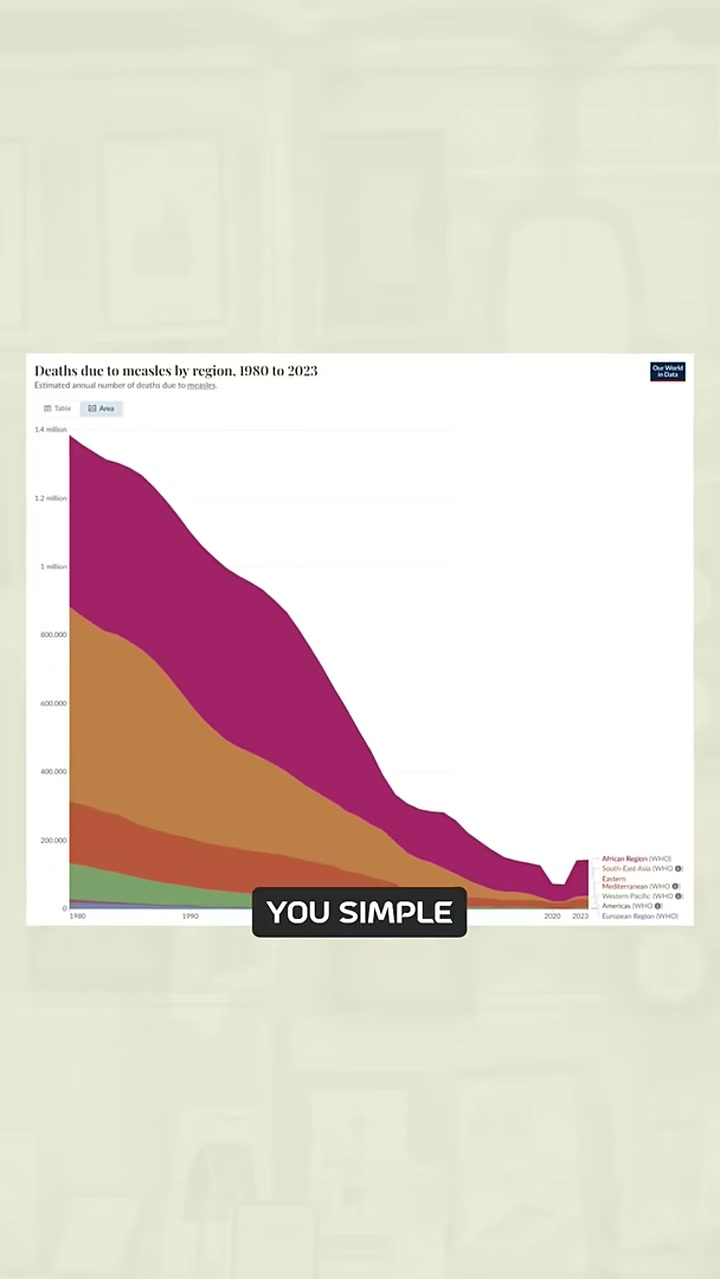 Deaths due to measles by region, 1980 to 2023
Estimated annual number of deaths due to measles.
Our World
in Data
Table
Area
1.4 million
1.2 million
1 million
800,000
600,000
400,000
200,000
0
1980
1990
2020
2023
African Region (WHO)
South-East Asia (WHO)
Eastern
Mediterranean (WHO)
Western Pacific (WHO)
Americas (WHO)
European Region (WHO)
YOU SIMPLE